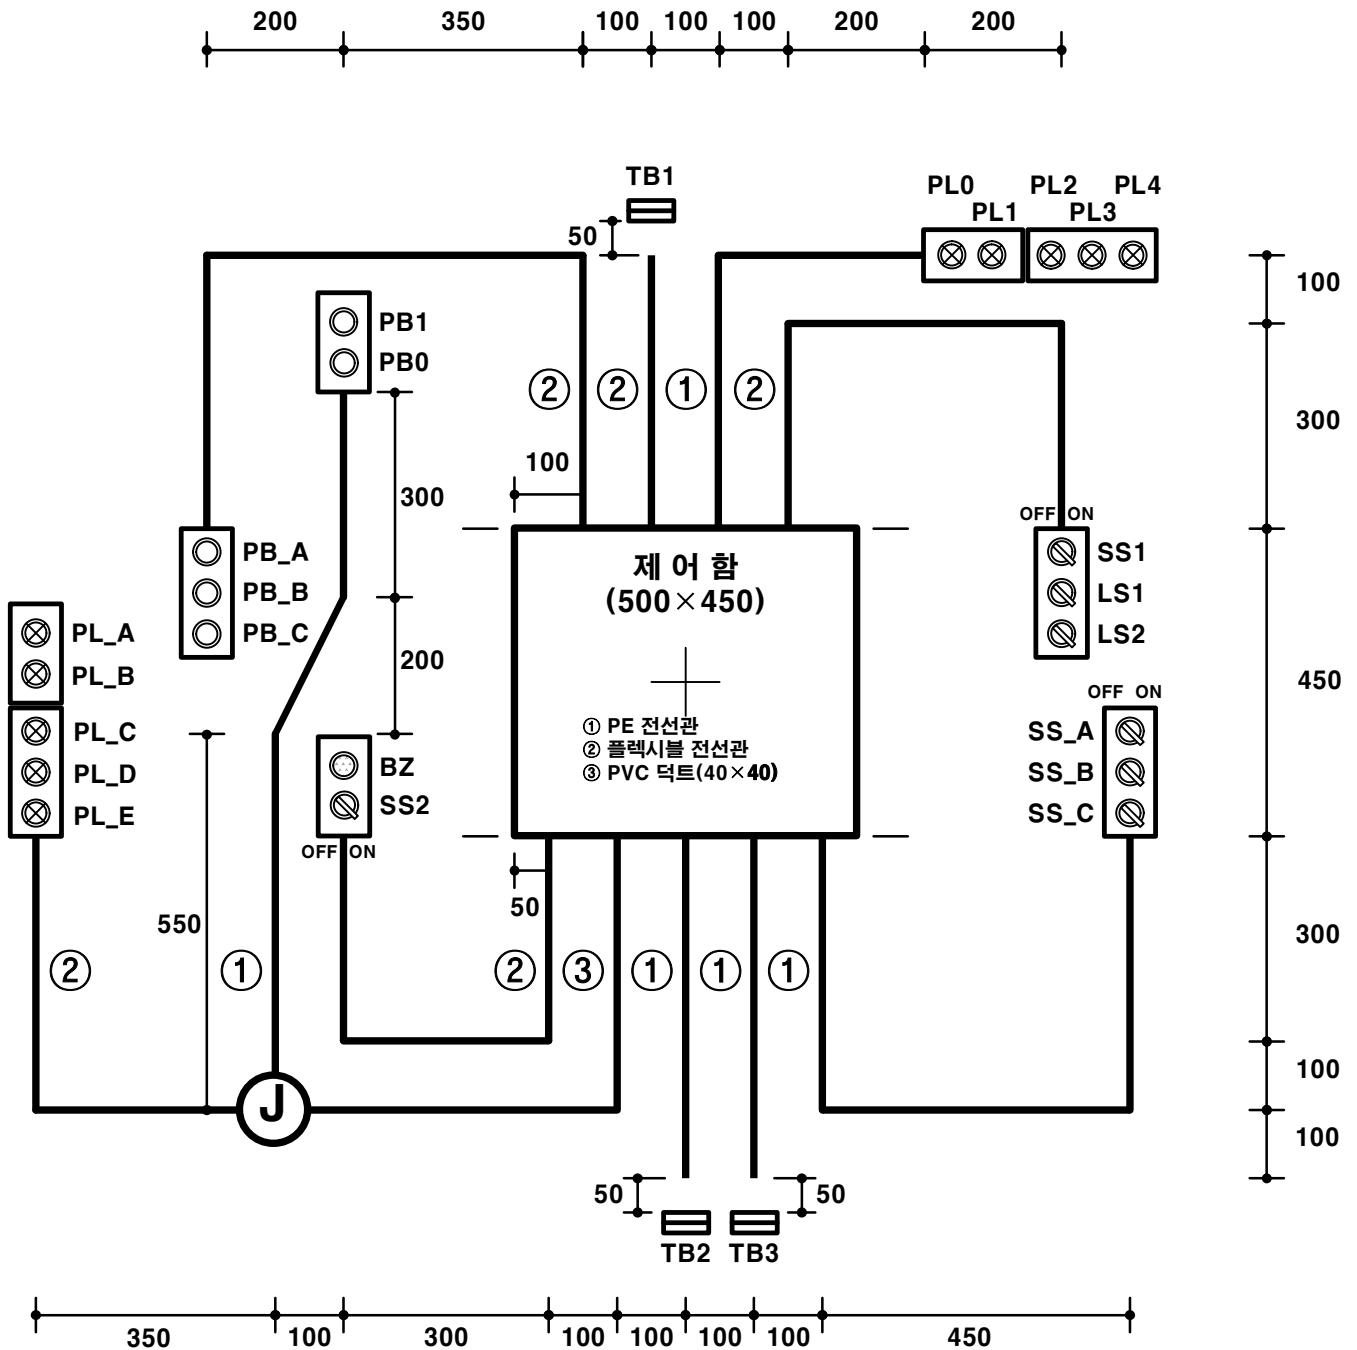 200 350 100 100 100 200 200
TB1
PL0 PL2 PL4
PL1 PL3
50
100
PB1
PB0
② ② ① ②
300
100
300
OFF ON
제 어 함
(500×450)
PB_A
PB_B
PB_C
SS1
LS1
LS2
PL_A
PL_B
200
450
OFF ON
① PE 전선관
② 플렉시블 전선관
③ PVC 덕트(40×40)
PL_C
PL_D
PL_E
BZ
SS2
OFF ON
SS_A
SS_B
SS_C
50
550
300
② ① ② ③ ① ① ①
100
J
100
50 50
TB2 TB3
350 100 300 100 100 100 100 450